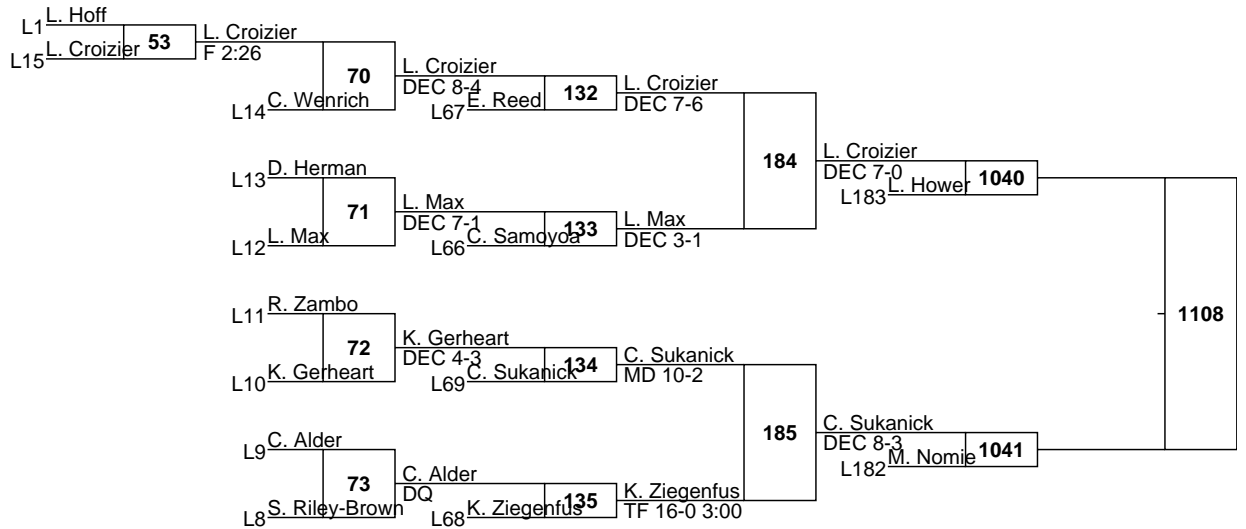 L1 L. Hoff
53
L15 L. Croizier
L. Croizier
F 2:26
70
L14 C. Wenrich
L. Croizier
DEC 8-4
L67 E. Reed
132
L. Croizier
DEC 7-6
L13 D. Herman
71
L12 L. Max
L. Max
DEC 7-1
L66 C. Samoyoa
133
L. Max
DEC 3-1
184
L. Croizier
DEC 7-0
L183 L. Hower
1040
L11 R. Zambo
72
L10 K. Gerheart
K. Gerheart
DEC 4-3
L69 C. Sukanick
134
C. Sukanick
MD 10-2
L9 C. Alder
73
L8 S. Riley-Brown
C. Alder
DQ
L68 K. Ziegenfus
135
K. Ziegenfus
TF 16-0 3:00
185
C. Sukanick
DEC 8-3
L182 M. Nomie
1041
1108